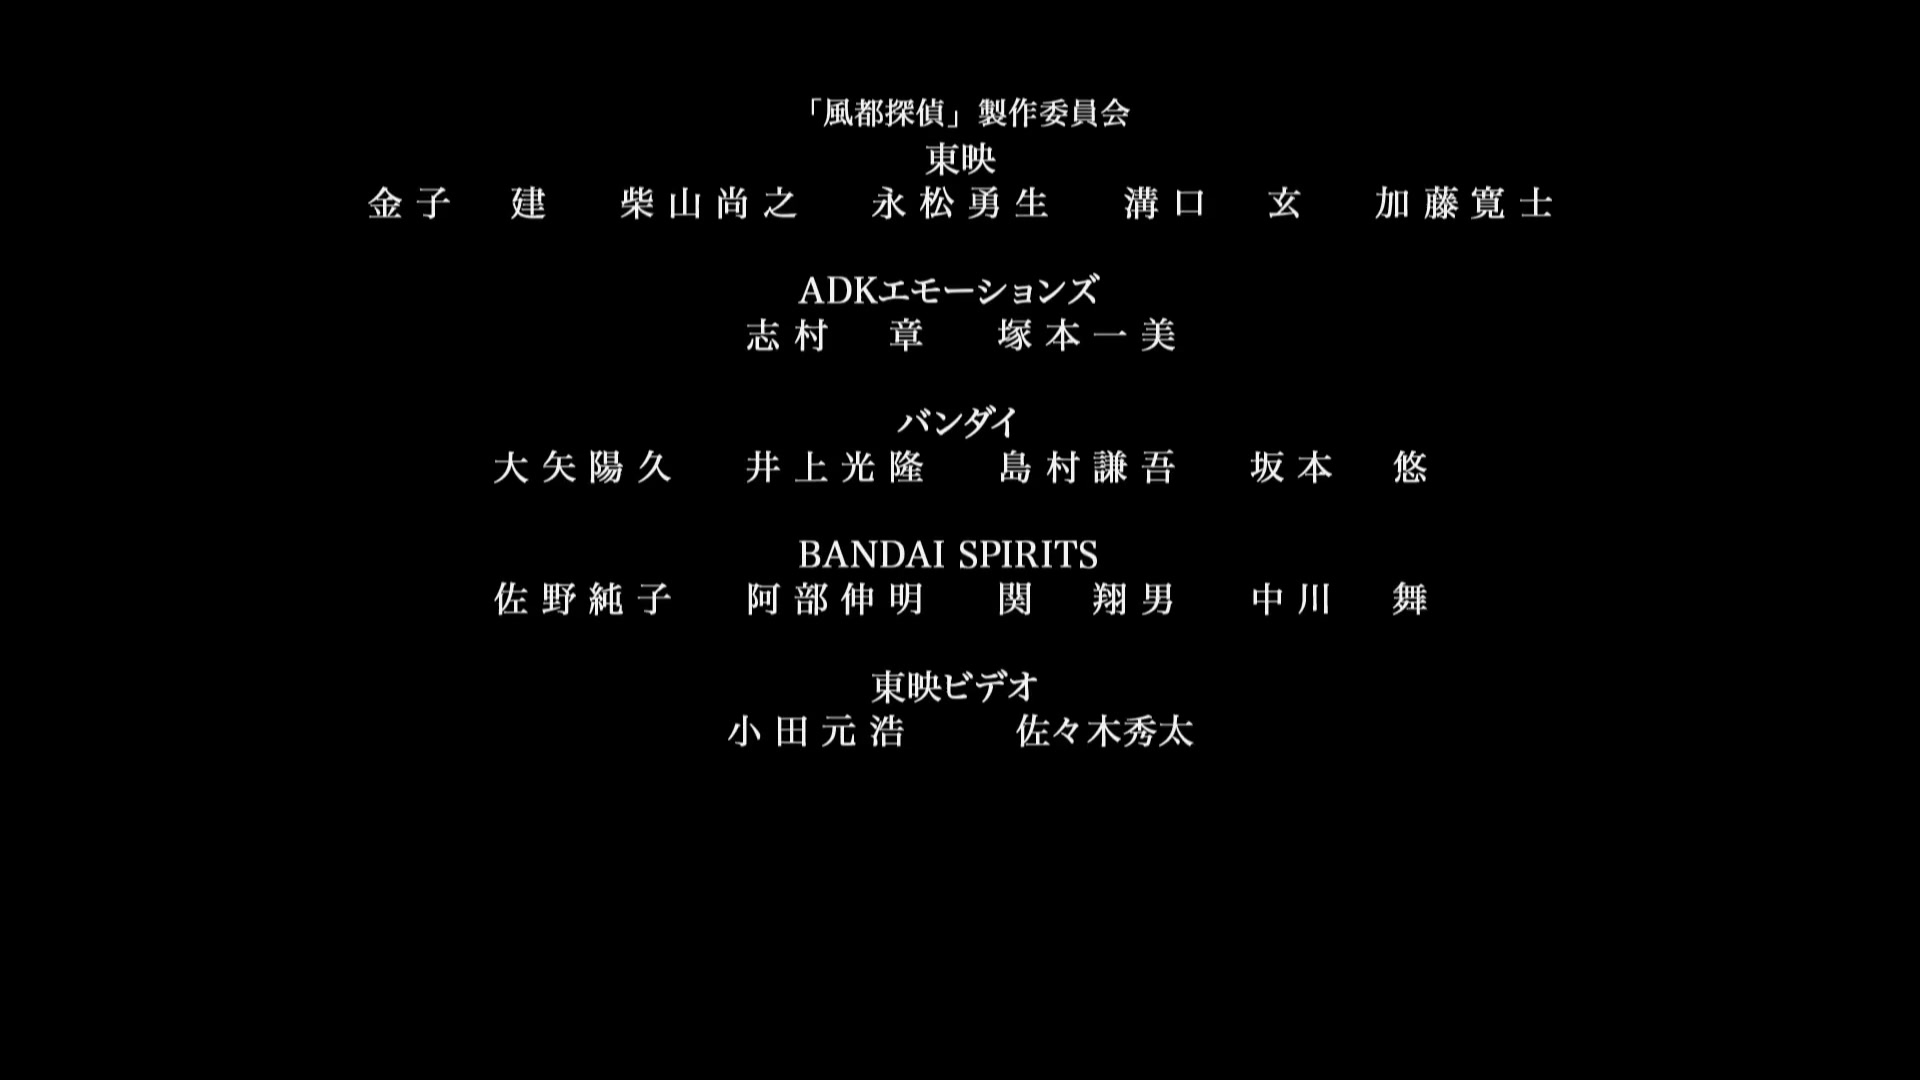 「風都探偵」製作委員会
東映
金子　建　柴山尚之　永松勇生　溝口　玄　加藤寛士
ADKエモーションズ
志村　章　塚本一美
バンダイ
大矢陽久　井上光隆　島村謙吾　坂本　悠
BANDAI SPIRITS
佐野純子　阿部伸明　関　翔男　中川　舞
東映ビデオ
小田元浩　佐々木秀太